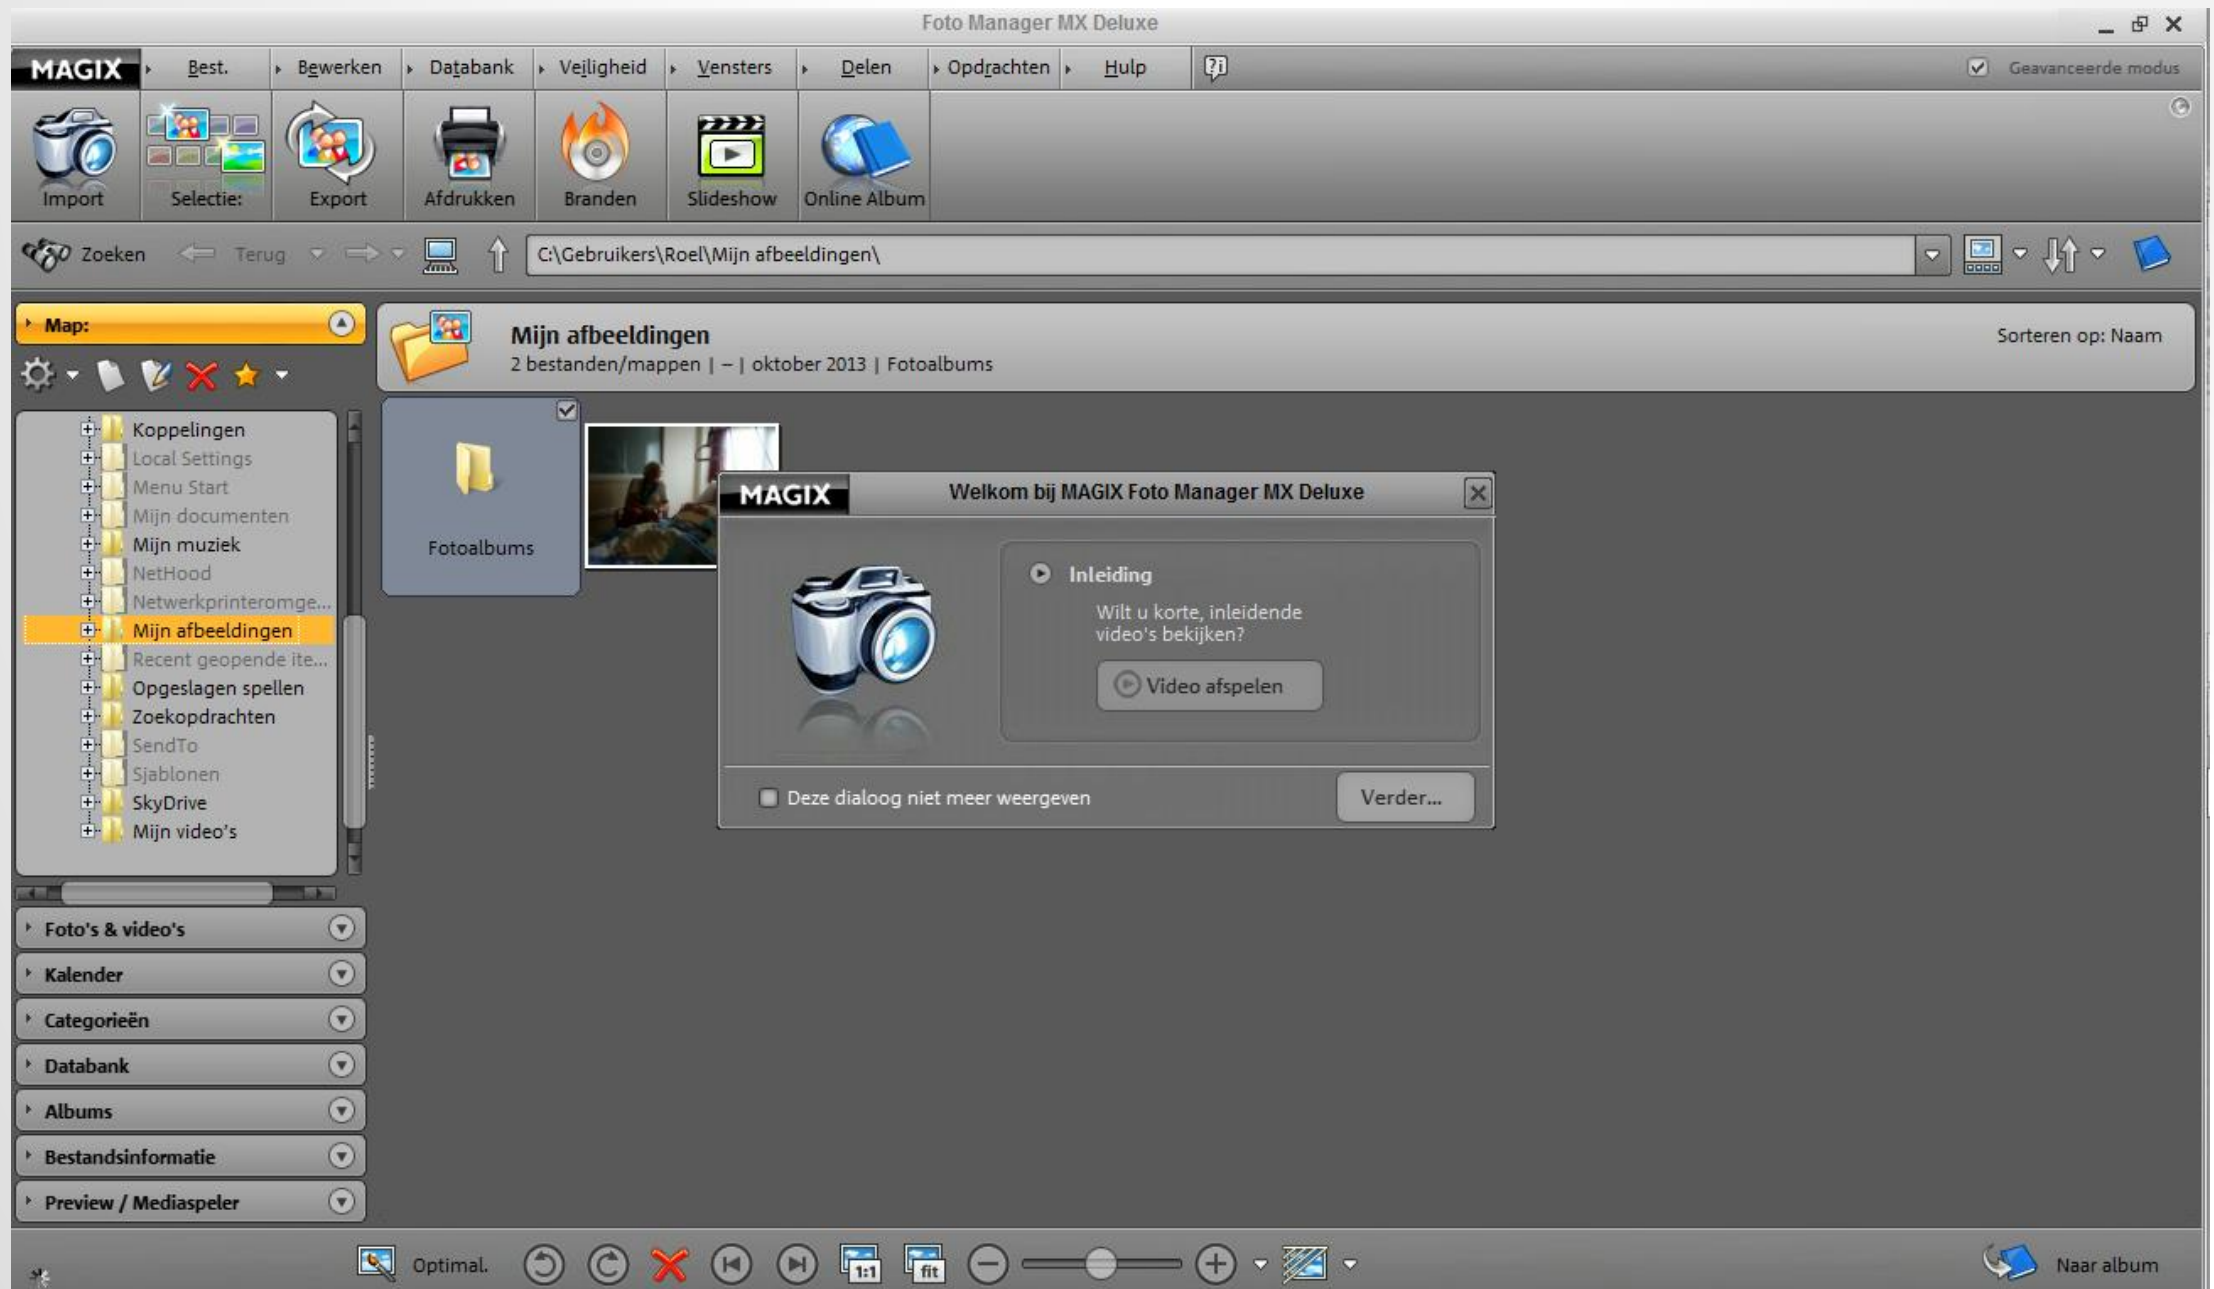 Foto Manager MX Deluxe
MAGIX Best. Bewerken Databank Veiligheid Vensters Delen Opdrachten Hulp Geavanceerde modus
Import Selectie: Export Afdrukken Branden Slideshow Online Album
Zoeken Terug C:\Gebruikers\Roel\Mijn afbeeldingen\
Map:
Mijn afbeeldingen
2 bestanden/mappen | – | oktober 2013 | Fotoalbums
Sorteren op: Naam
Koppelingen
Local Settings
Menu Start
Mijn documenten
Mijn muziek
NetHood
Netwerkprinteromge...
Mijn afbeeldingen
Recent geopende ite...
Opgeslagen spellen
Zoekopdrachten
SendTo
Sjablonen
SkyDrive
Mijn video's
Fotoalbums
MAGIX Welkom bij MAGIX Foto Manager MX Deluxe
Inleiding
Wilt u korte, inleidende
video's bekijken?
Video afspelen
Deze dialoog niet meer weergeven
Verder...
Foto's & video's
Kalender
Categorieën
Databank
Albums
Bestandsinformatie
Preview / Mediaspeler
Optimal. 1:1 fit Naar album